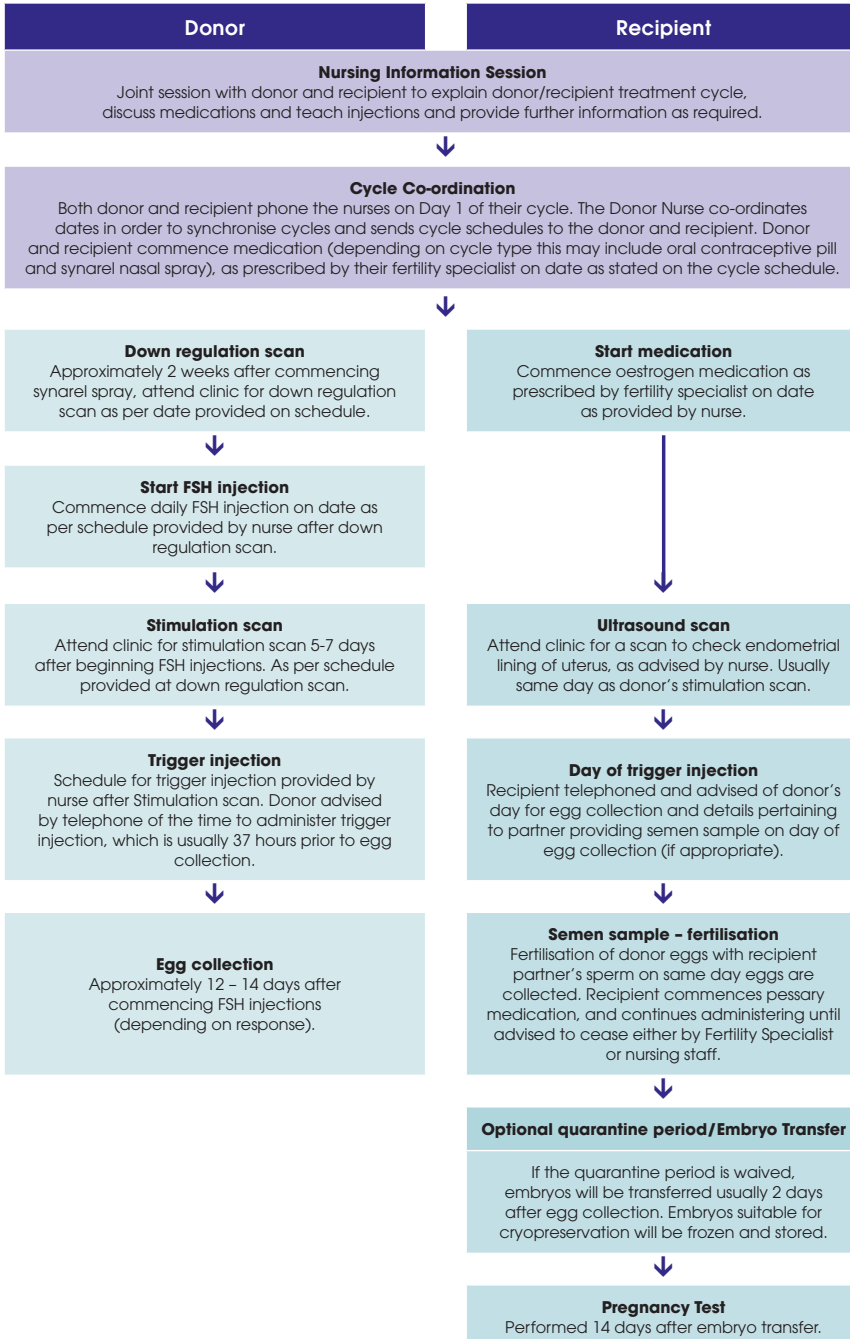 Donor
Recipient
Nursing Information Session
Joint session with donor and recipient to explain donor/recipient treatment cycle,
discuss medications and teach injections and provide further information as required.
Cycle Co-ordination
Both donor and recipient phone the nurses on Day 1 of their cycle. The Donor Nurse co-ordinates
dates in order to synchronise cycles and sends cycle schedules to the donor and recipient. Donor
and recipient commence medication (depending on cycle type this may include oral contraceptive pill
and synarel nasal spray), as prescribed by their fertility specialist on date as stated on the cycle schedule.
Down regulation scan
Approximately 2 weeks after commencing
synarel spray, attend clinic for down regulation
scan as per date provided on schedule.
Start FSH injection
Commence daily FSH injection on date as
per schedule provided by nurse after down
regulation scan.
Stimulation scan
Attend clinic for stimulation scan 5-7 days
after beginning FSH injections. As per schedule
provided at down regulation scan.
Trigger injection
Schedule for trigger injection provided by
nurse after Stimulation scan. Donor advised
by telephone of the time to administer trigger
injection, which is usually 37 hours prior to egg
collection.
Egg collection
Approximately 12 – 14 days after
commencing FSH injections
(depending on response).
Start medication
Commence oestrogen medication as
prescribed by fertility specialist on date
as provided by nurse.
Ultrasound scan
Attend clinic for a scan to check endometrial
lining of uterus, as advised by nurse. Usually
same day as donor's stimulation scan.
Day of trigger injection
Recipient telephoned and advised of donor's
day for egg collection and details pertaining
to partner providing semen sample on day of
egg collection (if appropriate).
Semen sample – fertilisation
Fertilisation of donor eggs with recipient
partner's sperm on same day eggs are
collected. Recipient commences pessary
medication, and continues administering until
advised to cease either by Fertility Specialist
or nursing staff.
Optional quarantine period/Embryo Transfer
If the quarantine period is waived,
embryos will be transferred usually 2 days
after egg collection. Embryos suitable for
cryopreservation will be frozen and stored.
Pregnancy Test
Performed 14 days after embryo transfer.